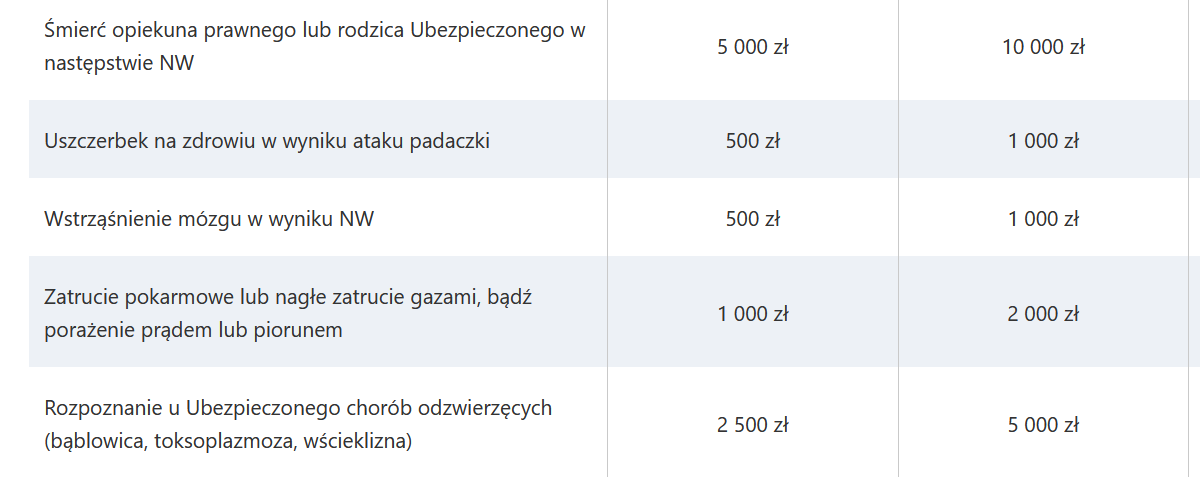 Śmierć opiekuna prawnego lub rodzica Ubezpieczonego w
następstwie NW
5 000 zł
10 000 zł
Uszczerbek na zdrowiu w wyniku ataku padaczki
500 zł
1 000 zł
Wstrząśnienie mózgu w wyniku NW
500 zł
1 000 zł
Zatrucie pokarmowe lub nagłe zatrucie gazami, bądź
porażenie prądem lub piorunem
1 000 zł
2 000 zł
Rozpoznanie u Ubezpieczonego chorób odzwierzęcych
(bąblowica, toksoplazmoza, wścieklizna)
2 500 zł
5 000 zł